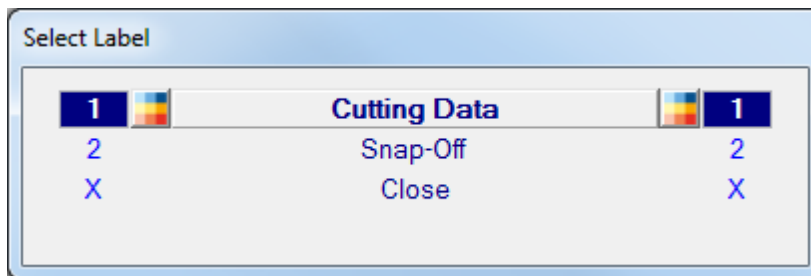 Select Label
1 Cutting Data 1
2 Snap-Off 2
X Close X